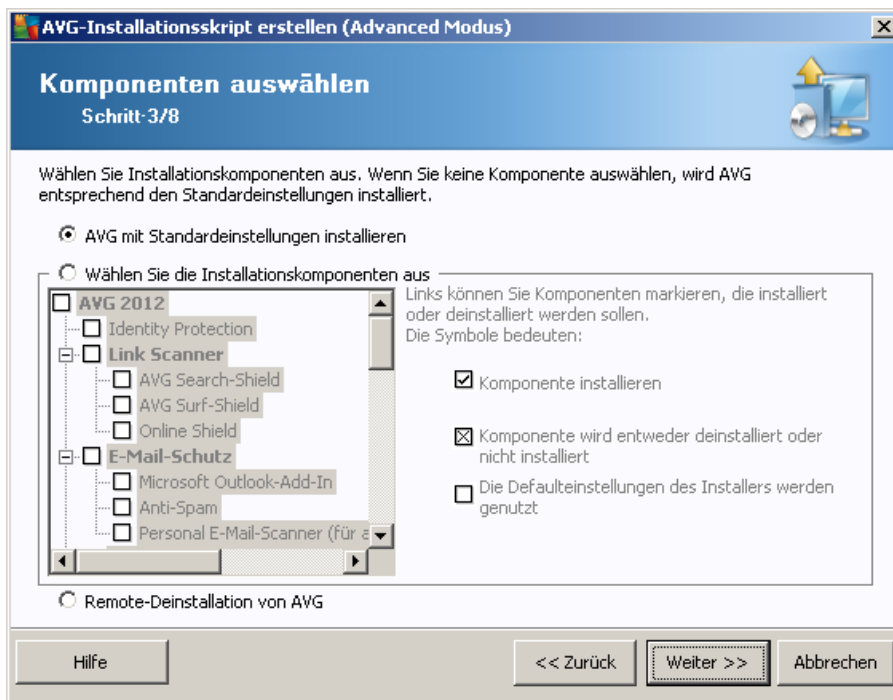 AVG-Installationsskript erstellen (Advanced Modus)
Komponenten auswählen
Schritt-3/8
Wählen Sie Installationskomponenten aus. Wenn Sie keine Komponente auswählen, wird AVG
entsprechend den Standardeinstellungen installiert.
AVG mit Standardeinstellungen installieren
Wählen Sie die Installationskomponenten aus
AVG 2012
Identity Protection
Link Scanner
AVG Search-Shield
AVG Surf-Shield
Online Shield
E-Mail-Schutz
Microsoft Outlook-Add-In
Anti-Spam
Personal E-Mail-Scanner (für a
Links können Sie Komponenten markieren, die installiert
oder deinstalliert werden sollen.
Die Symbole bedeuten:
Komponente installieren
Komponente wird entweder deinstalliert oder
nicht installiert
Die Defaulteinstellungen des Installers werden
genutzt
Remote-Deinstallation von AVG
Hilfe
<< Zurück
Weiter >>
Abbrechen